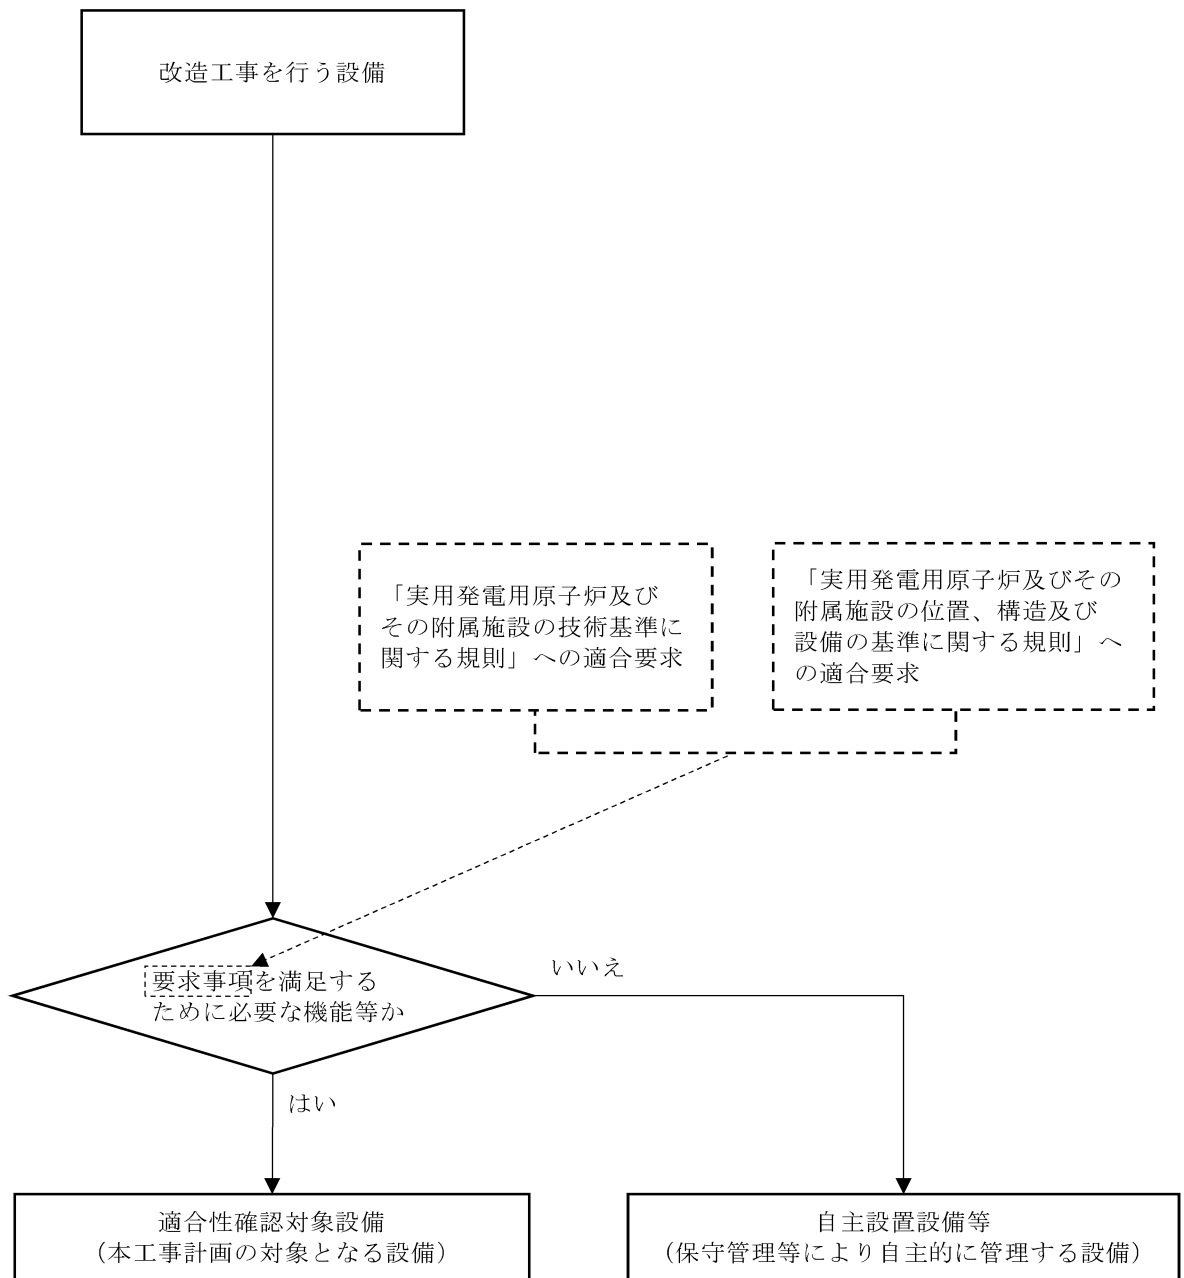 改造工事を行う設備
「実用発電用原子炉及び
その附属施設の技術基準に
関する規則」への適合要求
「実用発電用原子炉及びその
附属施設の位置、構造及び
設備の基準に関する規則」へ
の適合要求
要求事項を満足する
ために必要な機能等か
いいえ
はい
適合性確認対象設備
（本工事計画の対象となる設備）
自主設置設備等
（保守管理等により自主的に管理する設備）